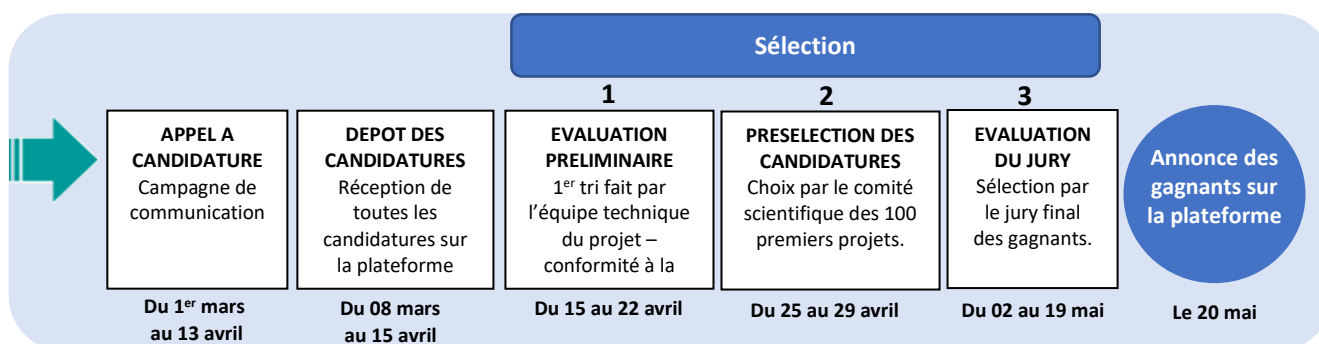 Sélection
1
2
3
APPEL A
CANDIDATURE
Campagne de
communication
DEPOT DES
CANDIDATURES
Réception de
toutes les
candidatures sur
la plateforme
EVALUATION
PRELIMINAIRE
1er tri fait par
l’équipe technique
du projet –
conformité à la
PRESELECTION DES
CANDIDATURES
Choix par le comité
scientifique des 100
premiers projets.
EVALUATION
DU JURY
Sélection par
le jury final
des gagnants.
Annonce des
gagnants sur
la plateforme
Du 1er mars
au 13 avril
Du 08 mars
au 15 avril
Du 15 au 22 avril
Du 25 au 29 avril
Du 02 au 19 mai
Le 20 mai